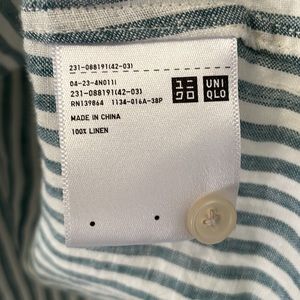 231-088191(42-03)
04-23-4N011I
231-088191(42-03)
RN139864 1134-016A-38P
MADE IN CHINA
100% LINEN
ユニ
クロ
UNI
QLO